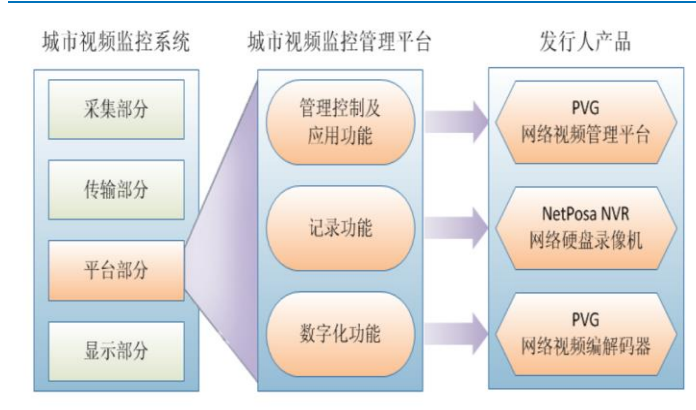 城市视频监控系统
采集部分
传输部分
平台部分
显示部分
城市视频监控管理平台
管理控制及
应用功能
记录功能
数字化功能
发行人产品
PVG
网络视频管理平台
NetPosa NVR
网络硬盘录像机
PVG
网络视频编解码器